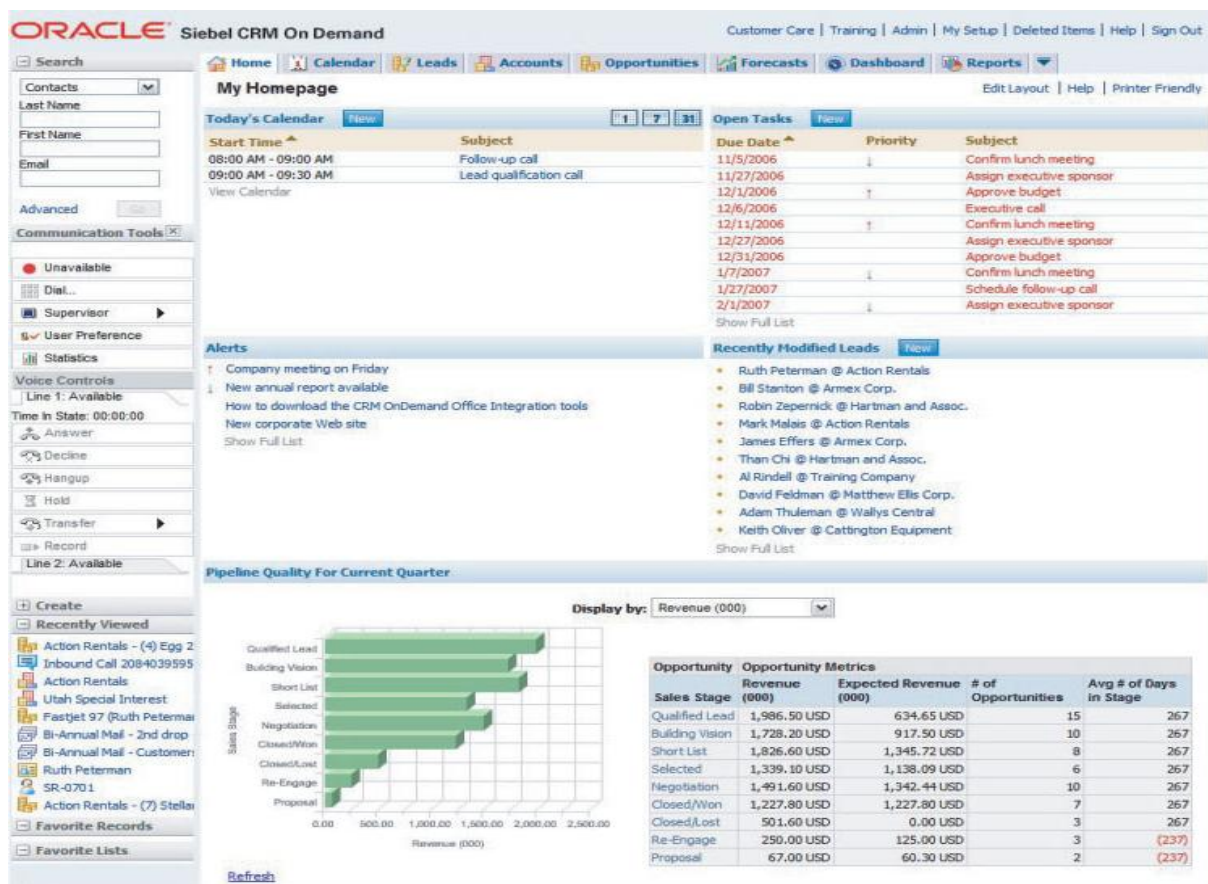 ORACLE Siebel CRM On Demand
Customer Care | Training | Admin | My Setup | Deleted Items | Help | Sign Out
Search
Contacts
Last Name
First Name
Email
Advanced Go
Communication Tools
Unavailable
Dial...
Supervisor
User Preference
Statistics
Voice Controls
Line 1: Available
Time in State: 00:00:00
Answer
Decline
Hangup
Hold
Transfer
Record
Line 2: Available
Create
Recently Viewed
Action Rentals - (4) Egg 2
Inbound Call 2084039595
Action Rentals
Utah Special Interest
Fastjet 97 (Ruth Peterma
Bi-Annual Mail - 2nd drop
Bi-Annual Mail - Customer
Ruth Peterman
SR-0701
Action Rentals - (7) Stella
Favorite Records
Favorite Lists
Home Calendar Leads Accounts Opportunities Forecasts Dashboard Reports
My Homepage
Edit Layout | Help | Printer Friendly
Today's Calendar New 1 7 31
Start Time Subject
08:00 AM - 09:00 AM Follow-up call
09:00 AM - 09:30 AM Lead qualification call
View Calendar
Open Tasks New
Due Date Priority Subject
11/5/2006 ↓ Confirm lunch meeting
11/27/2006 Assign executive sponsor
12/1/2006 ↑ Approve budget
12/6/2006 Executive call
12/11/2006 ↑ Confirm lunch meeting
12/27/2006 Assign executive sponsor
12/31/2006 Approve budget
1/7/2007 ↓ Confirm lunch meeting
1/27/2007 Schedule follow-up call
2/1/2007 ↓ Assign executive sponsor
Show Full List
Alerts
↑ Company meeting on Friday
↓ New annual report available
How to download the CRM OnDemand Office Integration tools
New corporate Web site
Show Full List
Recently Modified Leads New
Ruth Peterman @ Action Rentals
Bill Stanton @ Armex Corp.
Robin Zepernick @ Hartman and Assoc.
Mark Malais @ Action Rentals
James Effers @ Armex Corp.
Than Chi @ Hartman and Assoc.
Al Rindell @ Training Company
David Feldman @ Matthew Ellis Corp.
Adam Thuleman @ Wallys Central
Keith Oliver @ Cattington Equipment
Show Full List
Pipeline Quality For Current Quarter
Display by: Revenue (000)
Sales Stage
Qualified Lead
Building Vision
Short List
Selected
Negotiation
Closed/Won
Closed/Lost
Re-Engage
Proposal
0.00 500.00 1,000.00 1,500.00 2,000.00 2,500.00
Revenue (000)
Refresh
Opportunity Opportunity Metrics
Sales Stage Revenue (000) Expected Revenue (000) # of Opportunities Avg # of Days in Stage
Qualified Lead 1,986.50 USD 634.65 USD 15 267
Building Vision 1,728.20 USD 917.50 USD 10 267
Short List 1,826.60 USD 1,345.72 USD 8 267
Selected 1,339.10 USD 1,138.09 USD 6 267
Negotiation 1,491.60 USD 1,342.44 USD 10 267
Closed/Won 1,227.80 USD 1,227.80 USD 7 267
Closed/Lost 501.60 USD 0.00 USD 3 267
Re-Engage 250.00 USD 125.00 USD 3 (237)
Proposal 67.00 USD 60.30 USD 2 (237)